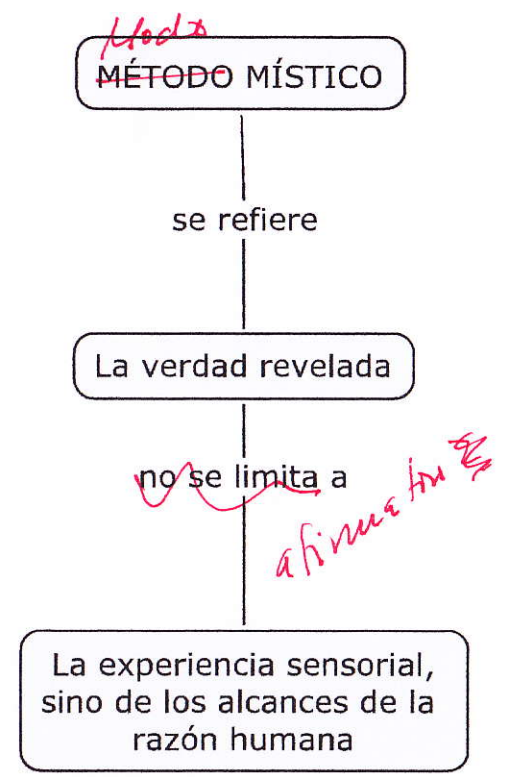 Modo
MÉTODO MÍSTICO
se refiere
La verdad revelada
no se limita a
afirmation
La experiencia sensorial,
sino de los alcances de la
razón humana